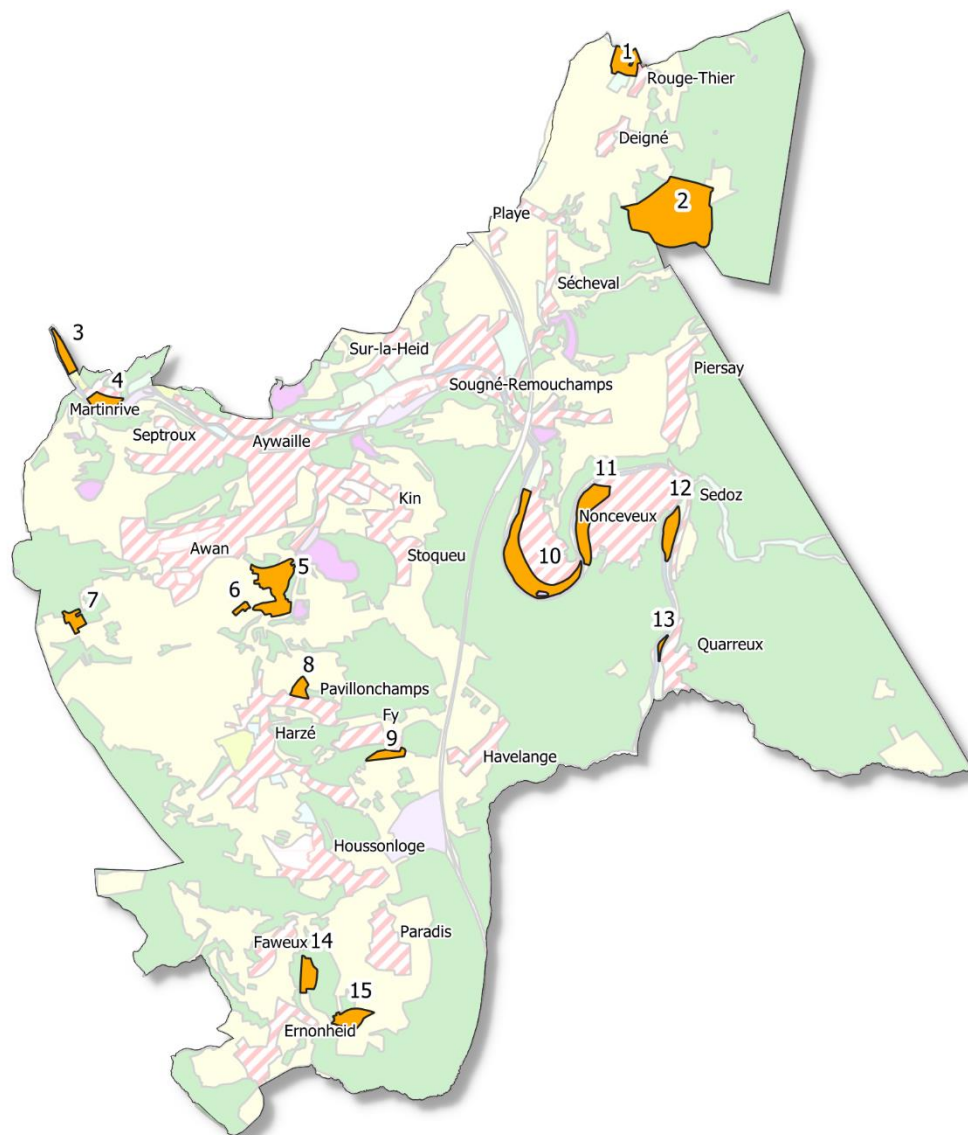 1
Rouge-Thier
Deigné
2
Playe
Sécheval
3
Sur-la-Heid
Piersay
4
Martinrive
Sougné-Remouchamps
Septroux
Aywaille
11
Kin
12
Sedoz
Nonceveux
Awan
Stoqueu
10
5
6
7
13
Quarreux
8
Pavillonchamps
Fy
Harzé
9
Havelange
Houssonloge
Paradis
Faweux
14
15
Ernonheid